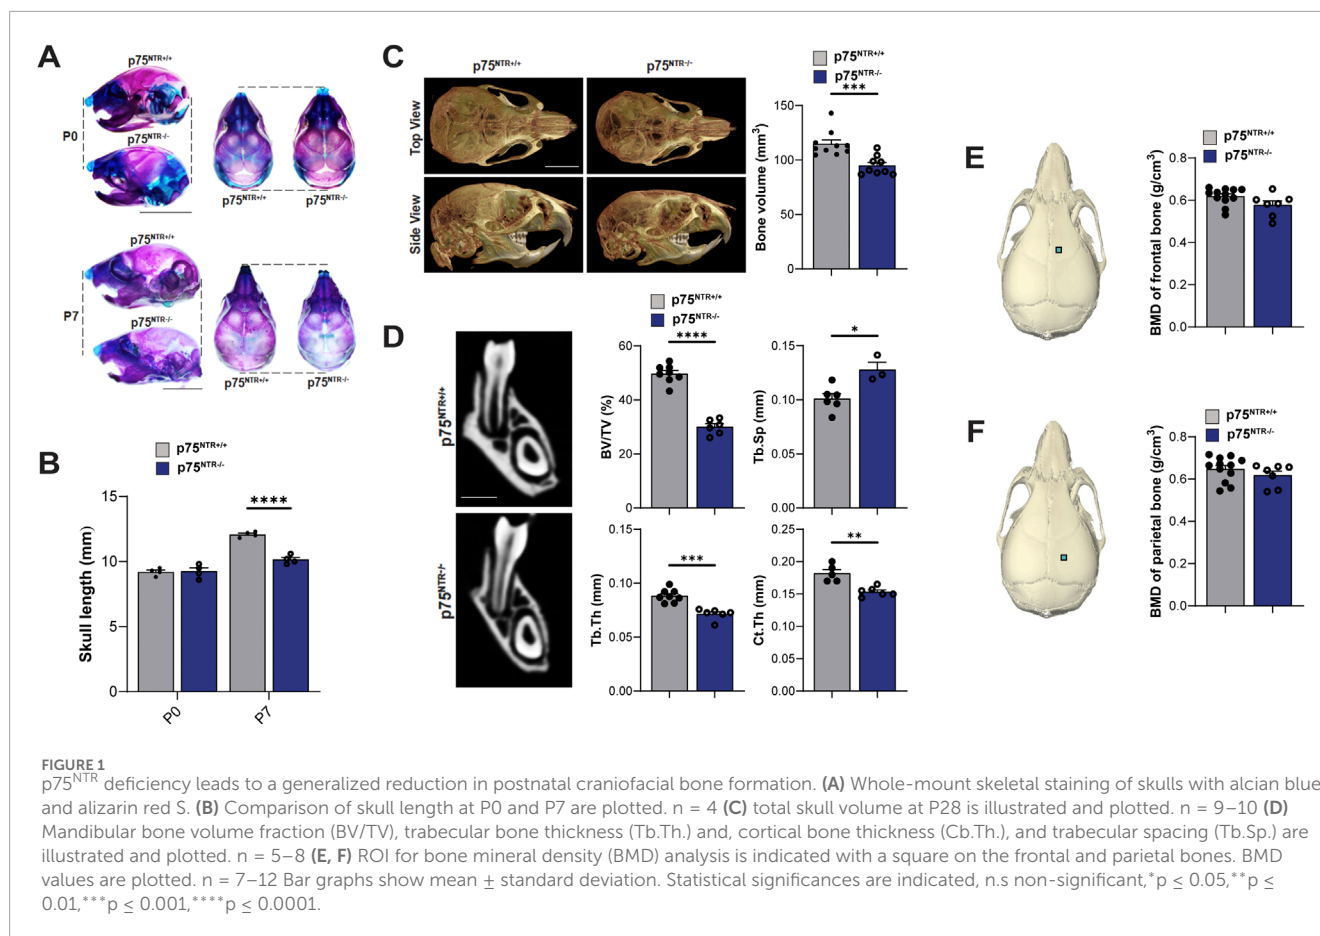 A
p75NTR+/+
P0
p75NTR-/-
p75NTR+/+
p75NTR-/-
p75NTR+/+
P7
p75NTR-/-
p75NTR+/+
p75NTR-/-
B
p75NTR+/+
p75NTR-/-
Skull length (mm)
15
10
5
0
****
P0
P7
C
p75NTR+/+
p75NTR-/-
Top View
Side View
p75NTR+/+
p75NTR-/-
***
Bone volume (mm3)
150
100
50
0
D
p75NTR+/+
p75NTR-/-
p75NTR+/+
p75NTR-/-
****
BV/TV (%)
60
40
20
0
*
Tb.Sp (mm)
0.15
0.10
0.05
0.00
***
Tb.Th (mm)
0.15
0.10
0.05
0.00
**
Ct.Th (mm)
0.25
0.20
0.15
0.10
0.05
0.00
E
p75NTR+/+
p75NTR-/-
BMD of frontal bone (g/cm3)
0.8
0.6
0.4
0.2
0.0
F
p75NTR+/+
p75NTR-/-
BMD of parietal bone (g/cm3)
0.8
0.6
0.4
0.2
0.0
FIGURE 1
p75NTR deficiency leads to a generalized reduction in postnatal craniofacial bone formation. (A) Whole-mount skeletal staining of skulls with alcian blue
and alizarin red S. (B) Comparison of skull length at P0 and P7 are plotted. n = 4 (C) total skull volume at P28 is illustrated and plotted. n = 9–10 (D)
Mandibular bone volume fraction (BV/TV), trabecular bone thickness (Tb.Th.) and, cortical bone thickness (Cb.Th.), and trabecular spacing (Tb.Sp.) are
illustrated and plotted. n = 5–8 (E, F) ROI for bone mineral density (BMD) analysis is indicated with a square on the frontal and parietal bones. BMD
values are plotted. n = 7–12 Bar graphs show mean ± standard deviation. Statistical significances are indicated, n.s non-significant,*p ≤ 0.05,**p ≤
0.01,***p ≤ 0.001,****p ≤ 0.0001.